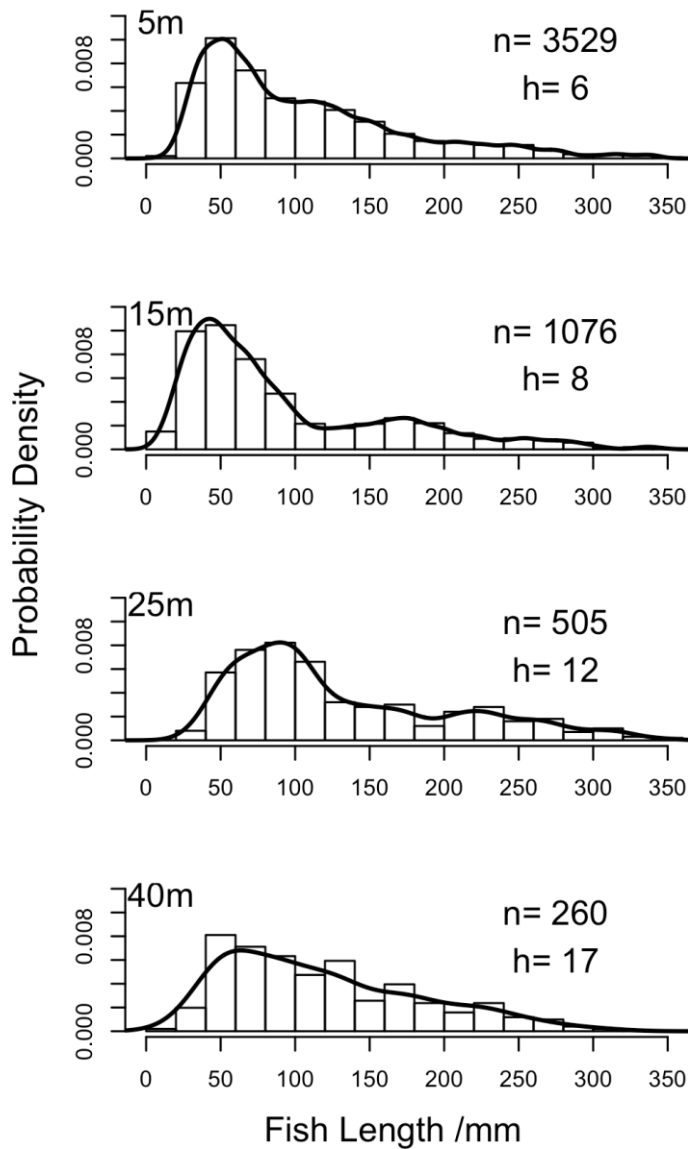 Probability Density
5m
n= 3529
h= 6
0.008
0.000
0 50 100 150 200 250 300 350
15m
n= 1076
h= 8
0.008
0.000
0 50 100 150 200 250 300 350
25m
n= 505
h= 12
0.008
0.000
0 50 100 150 200 250 300 350
40m
n= 260
h= 17
0.008
0.000
0 50 100 150 200 250 300 350
Fish Length /mm